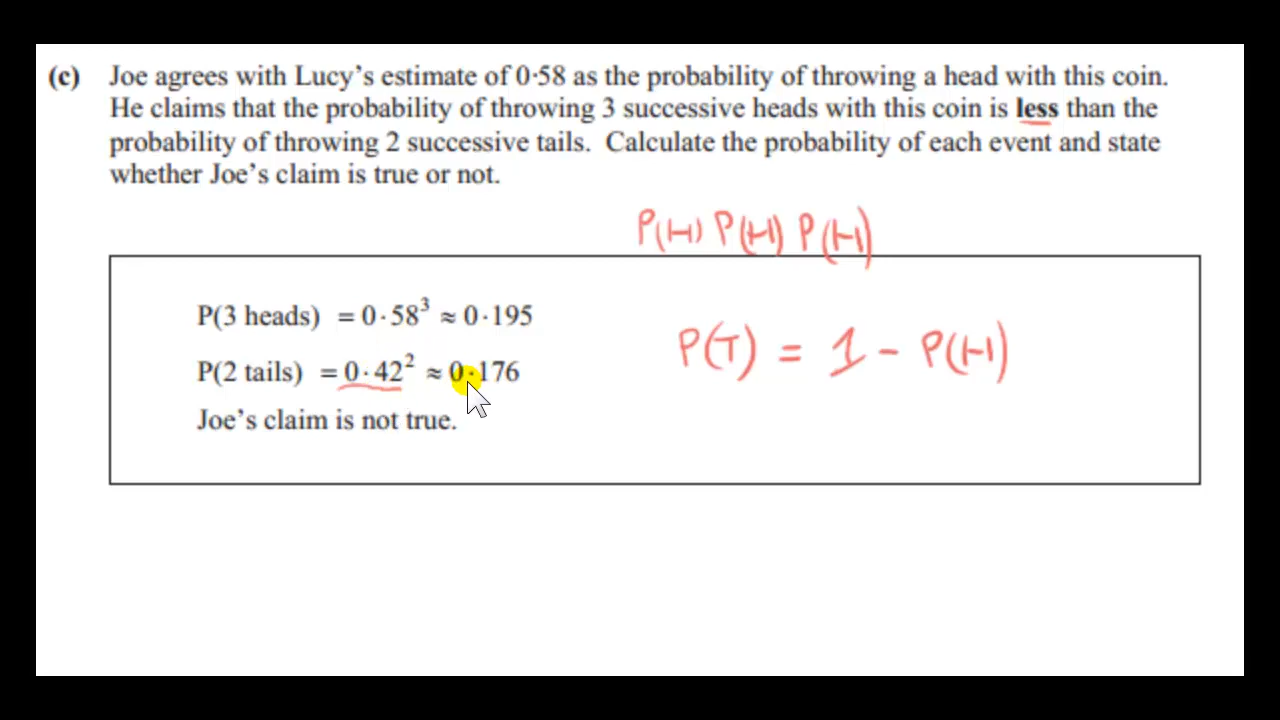 (c) Joe agrees with Lucy's estimate of 0·58 as the probability of throwing a head with this coin.
He claims that the probability of throwing 3 successive heads with this coin is less than the
probability of throwing 2 successive tails. Calculate the probability of each event and state
whether Joe's claim is true or not.
P(H) P(H) P(H)
P(3 heads) = 0·58³ ≈ 0·195
P(T) = 1 - P(H)
P(2 tails) = 0·42² ≈ 0·176
Joe's claim is not true.